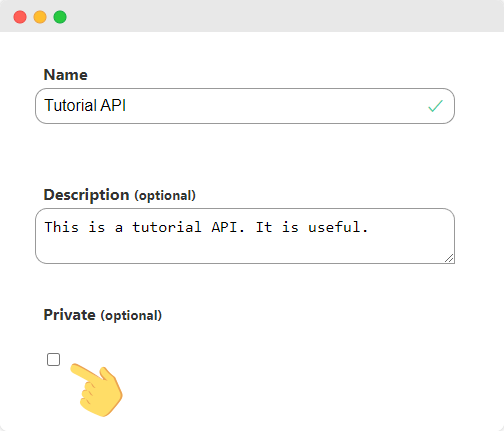 Name
Tutorial API
Description (optional)
This is a tutorial API. It is useful.
Private (optional)